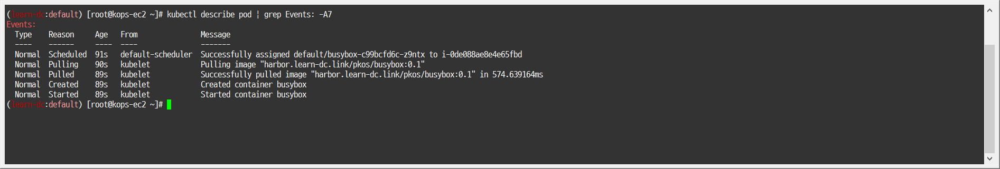 (learn-dc:default) [root@kops-ec2 ~]# kubectl describe pod | grep Events: -A7
Events:
  Type    Reason     Age   From               Message
  ----    ------     ----  ----               -------
  Normal  Scheduled  91s   default-scheduler  Successfully assigned default/busybox-c99bcfd6c-z9ntx to i-0de088ae8e4e65fbd
  Normal  Pulling    90s   kubelet            Pulling image "harbor.learn-dc.link/pkos/busybox:0.1"
  Normal  Pulled     89s   kubelet            Successfully pulled image "harbor.learn-dc.link/pkos/busybox:0.1" in 574.639164ms
  Normal  Created    89s   kubelet            Created container busybox
  Normal  Started    89s   kubelet            Started container busybox
(learn-dc:default) [root@kops-ec2 ~]#